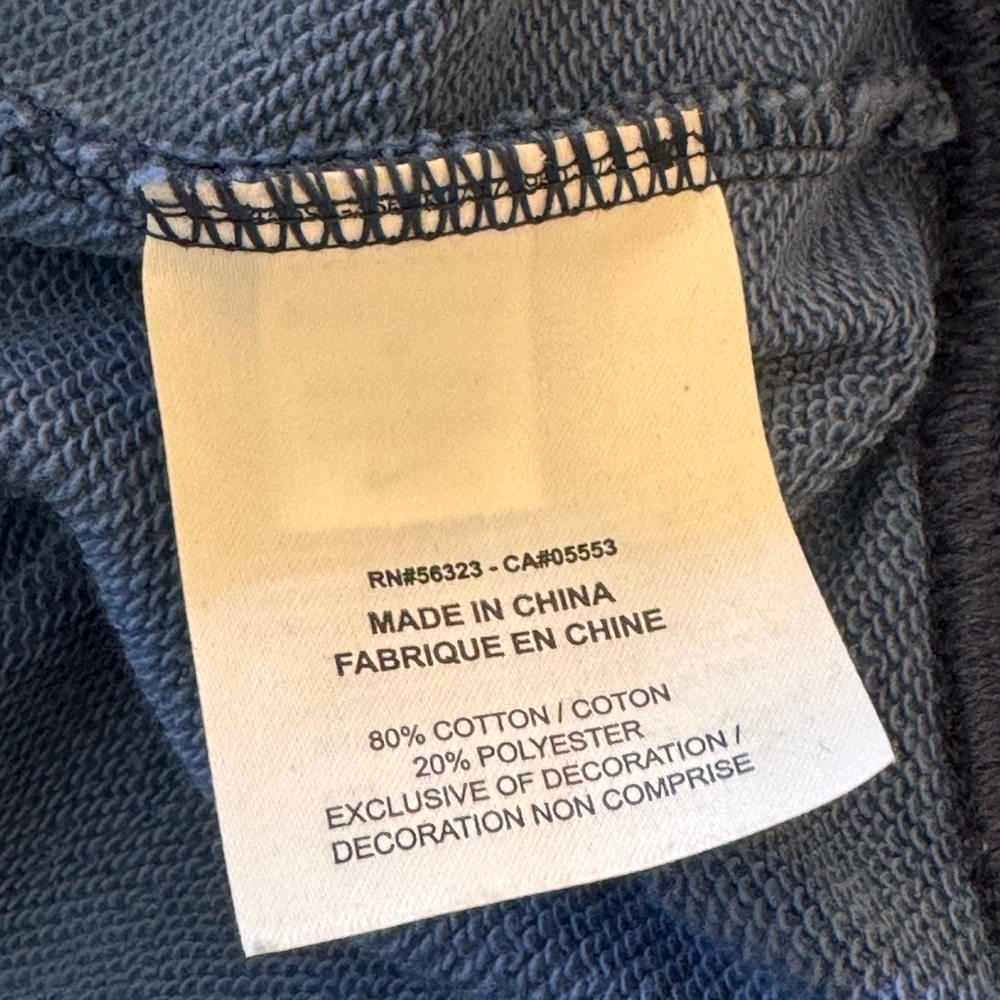 RN#56323 - CA#05553
MADE IN CHINA
FABRIQUE EN CHINE
80% COTTON / COTON
20% POLYESTER
EXCLUSIVE OF DECORATION /
DECORATION NON COMPRISE